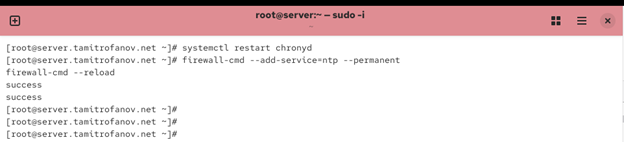 root@server:~ – sudo -i
~
[root@server.tamitrofanov.net ~]# systemctl restart chronyd
[root@server.tamitrofanov.net ~]# firewall-cmd --add-service=ntp --permanent
firewall-cmd --reload
success
success
[root@server.tamitrofanov.net ~]#
[root@server.tamitrofanov.net ~]#
[root@server.tamitrofanov.net ~]#